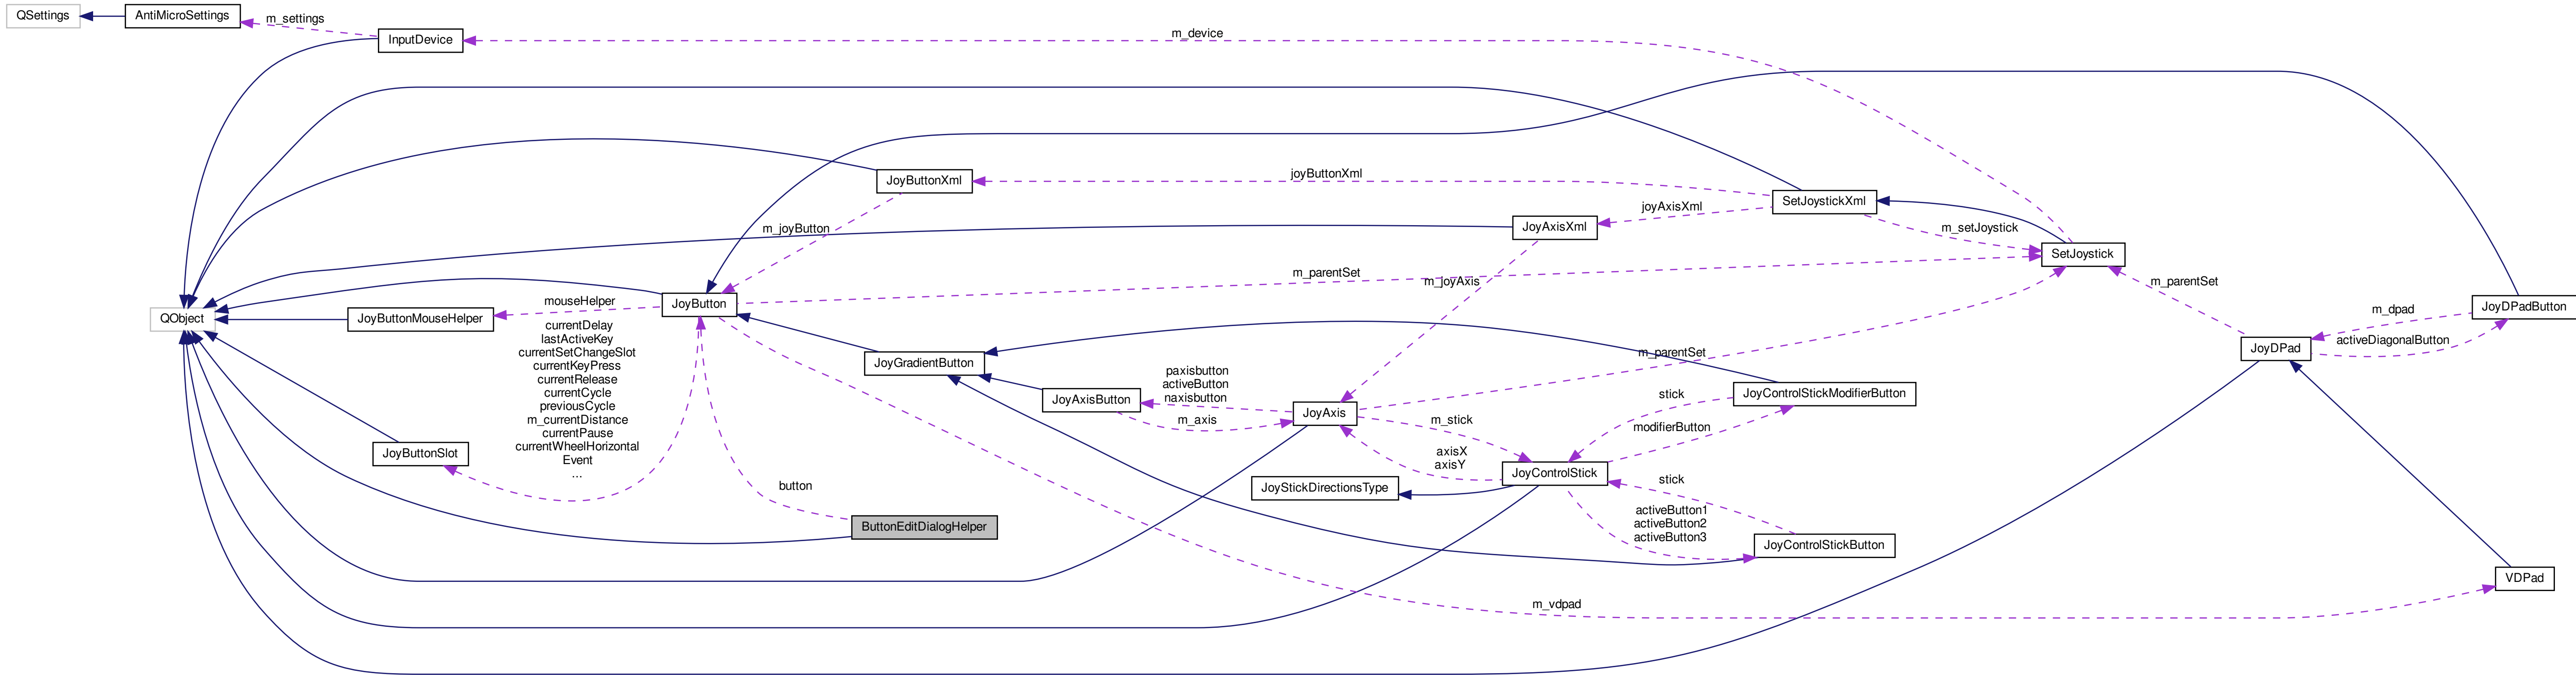 QSettings
AntiMicroSettings
m_settings
InputDevice
m_device
JoyButtonXml
joyButtonXml
SetJoystickXml
joyAxisXml
JoyAxisXml
m_joyButton
m_setJoystick
SetJoystick
m_parentSet
m_joyAxis
m_parentSet
JoyDPadButton
m_dpad
activeDiagonalButton
JoyDPad
QObject
JoyButtonMouseHelper
mouseHelper
JoyButton
currentDelay
lastActiveKey
currentSetChangeSlot
currentKeyPress
currentRelease
currentCycle
previousCycle
m_currentDistance
currentPause
currentWheelHorizontal
Event
...
JoyButtonSlot
JoyGradientButton
m_parentSet
JoyAxisButton
paxisbutton
activeButton
naxisbutton
m_axis
JoyAxis
m_stick
axisX
axisY
stick
modifierButton
JoyControlStickModifierButton
JoyControlStick
JoyStickDirectionsType
stick
activeButton1
activeButton2
activeButton3
JoyControlStickButton
button
ButtonEditDialogHelper
m_vdpad
VDPad